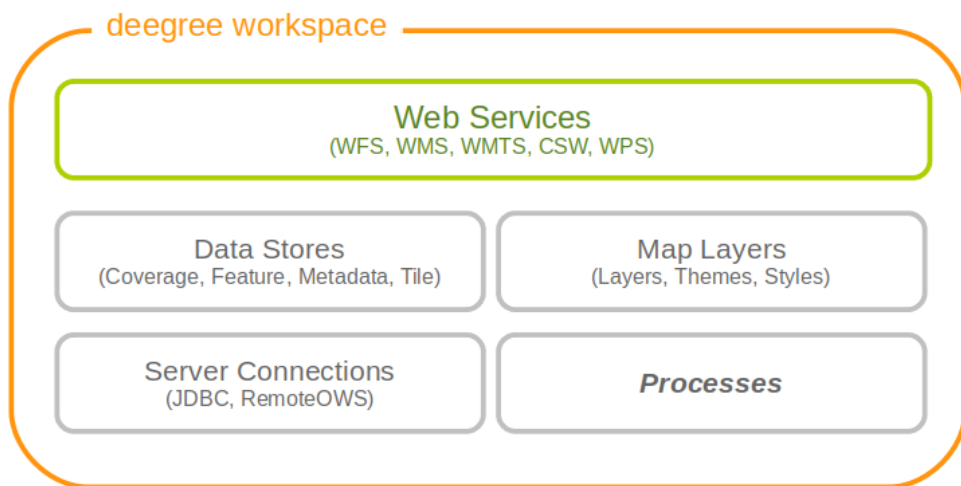 deegree workspace
Web Services
(WFS, WMS, WMTS, CSW, WPS)
Data Stores
(Coverage, Feature, Metadata, Tile)
Map Layers
(Layers, Themes, Styles)
Server Connections
(JDBC, RemoteOWS)
Processes